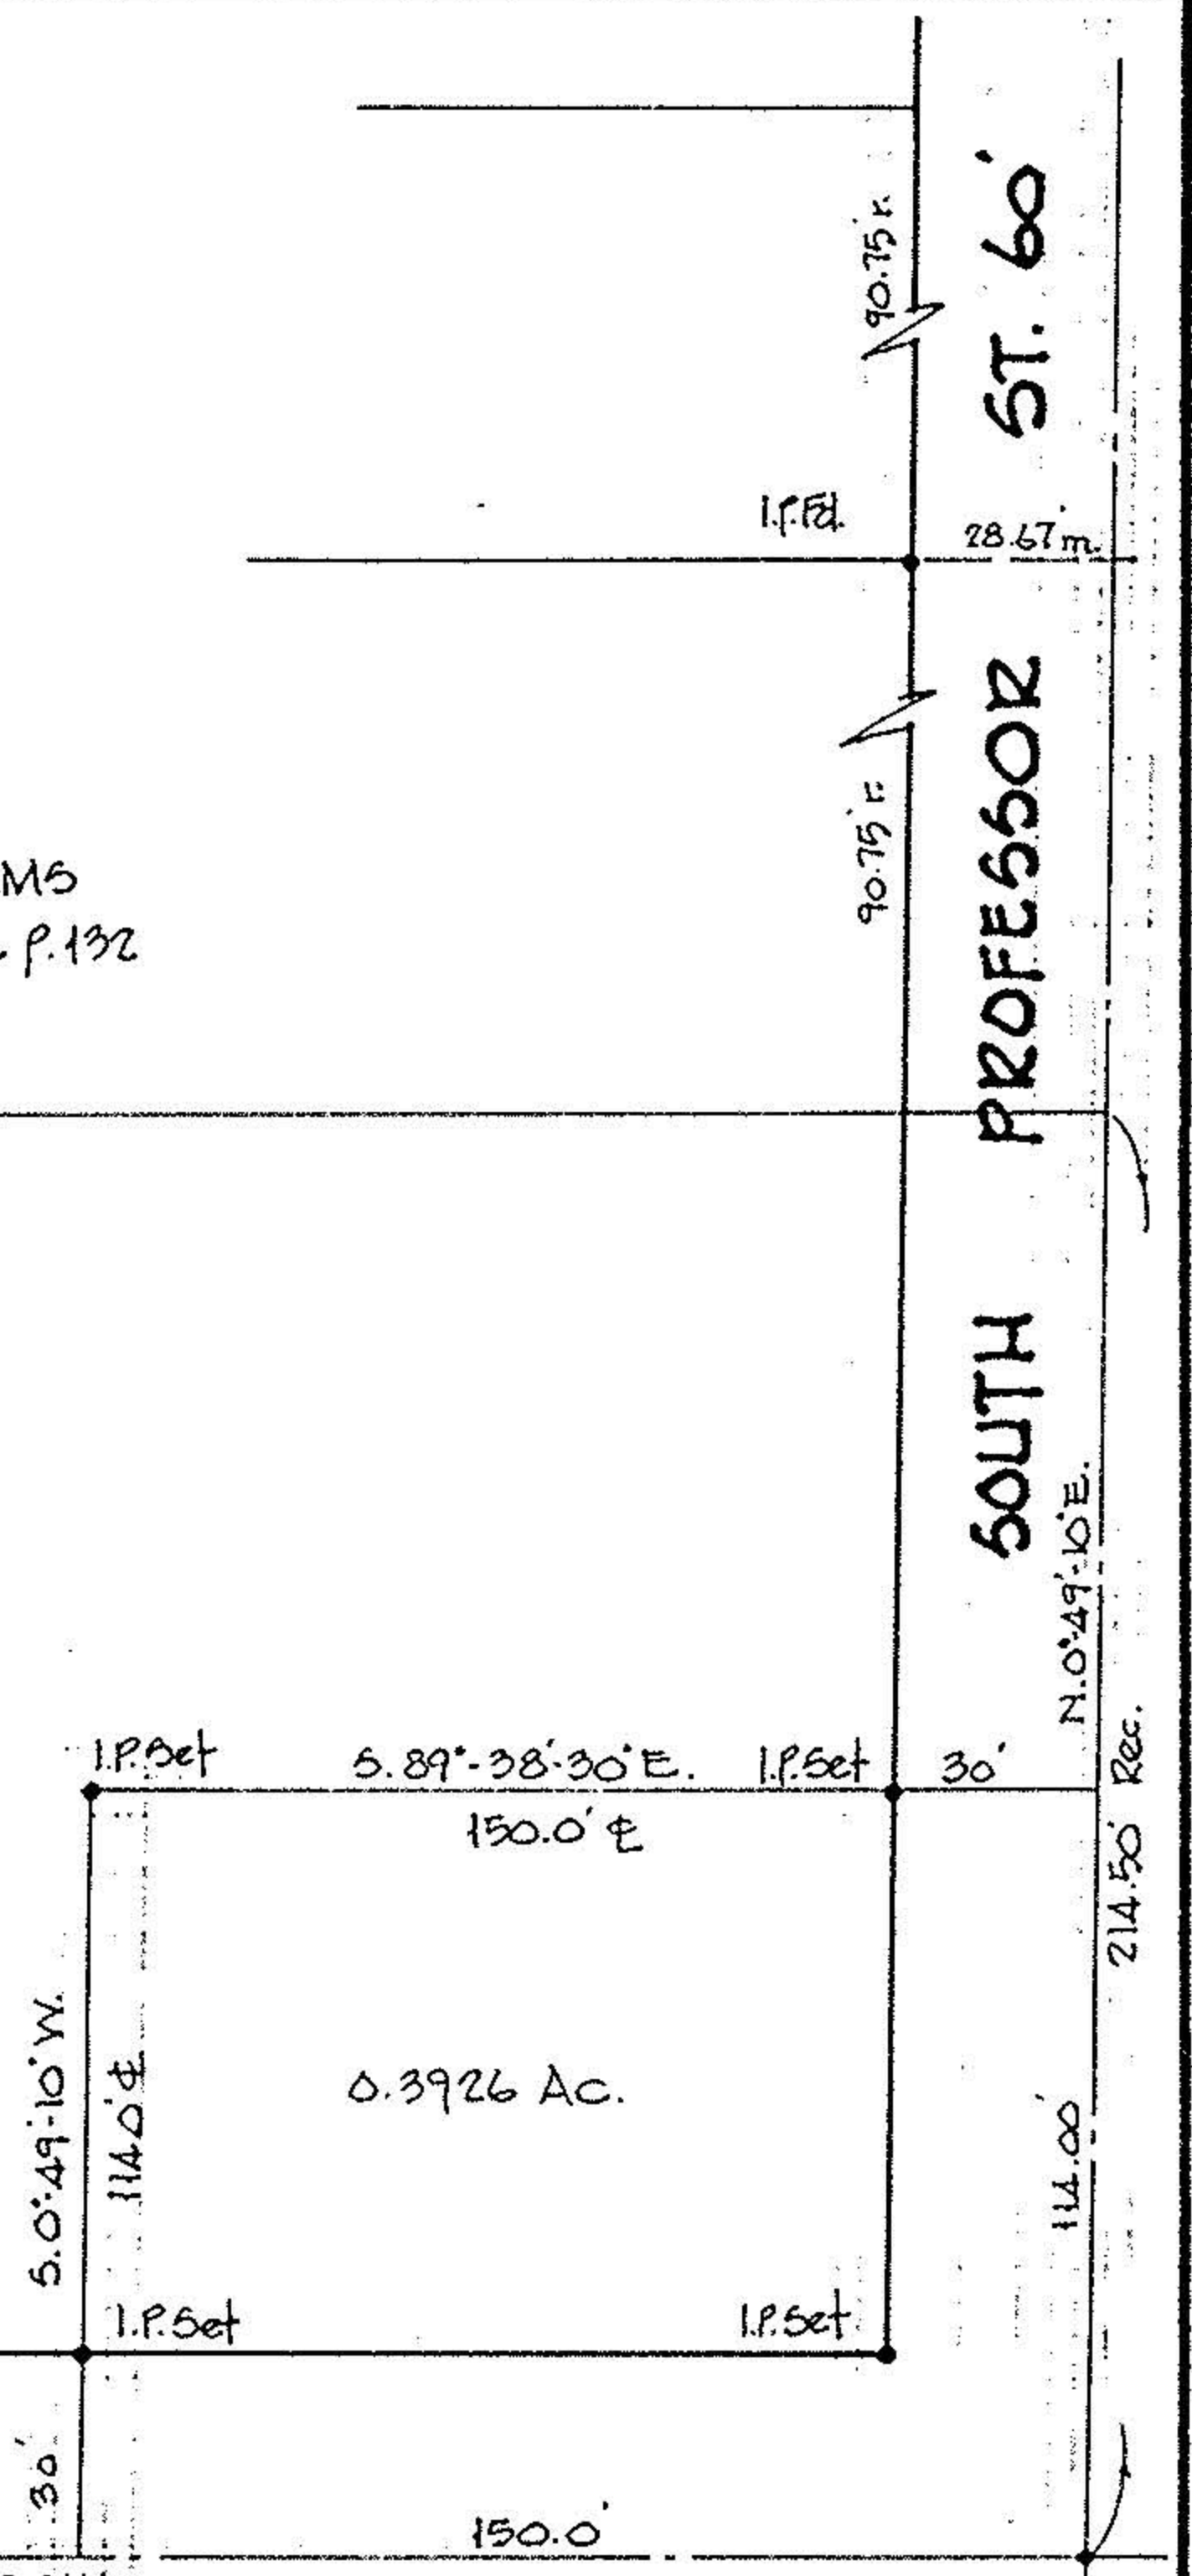 90.75' r.
ST. 60'
I.P. Fd.
28.67' m.
SOUTH PROFESSOR
90.75' r.
MS
. P. 132
N. 0°-49'-10" E.
I.P. Set
S. 89°-38'-30" E.
I.P. Set
30'
214.50' Rec.
150.0' ℄
S. 0°-49'-10" W.
114.0' ℄
0.3926 Ac.
114.00'
I.P. Set
I.P. Set
30'
150.0'